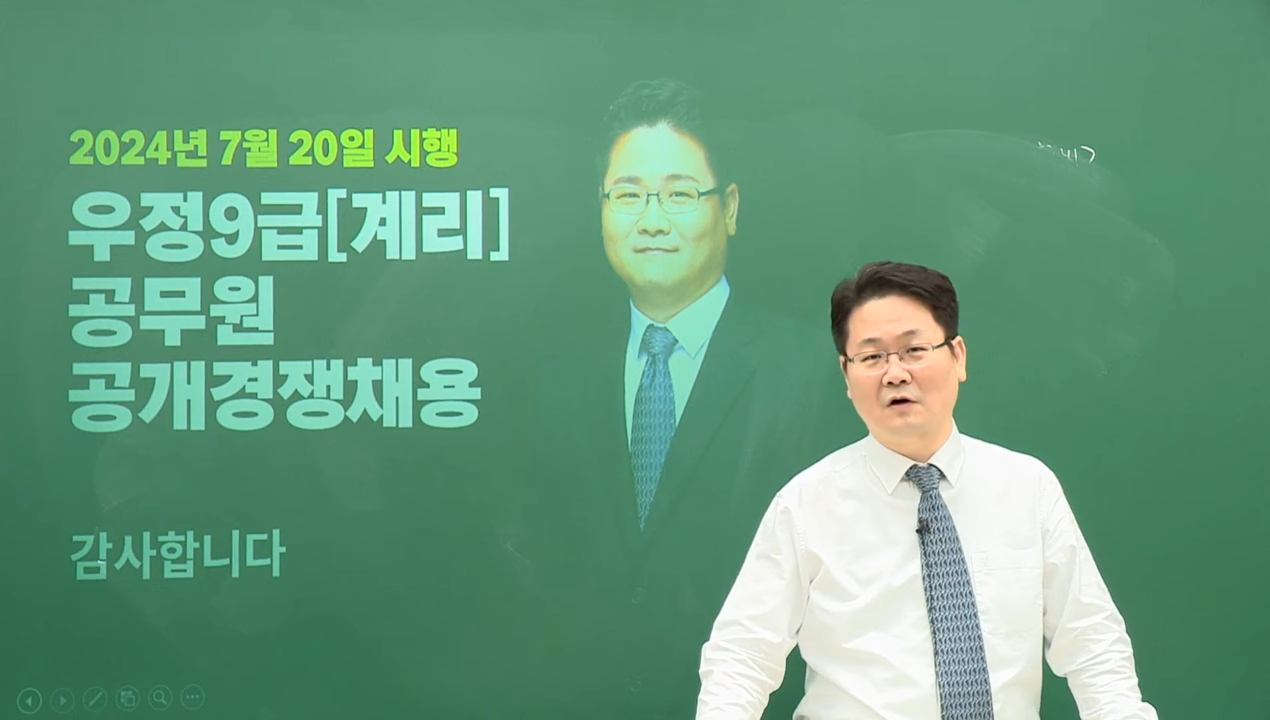 2024년 7월 20일 시행
우정9급[계리]
공무원
공개경쟁채용
감사합니다